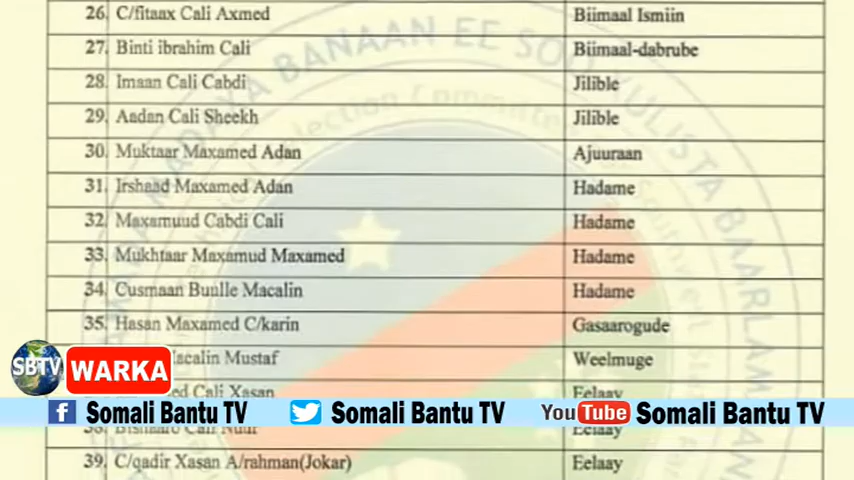 26. C/fitaax Cali Axmed Biimaal Ismiin
27. Binti ibrahim Cali Biimaal-dabrube
28. Imaan Cali Cabdi Jilible
29. Aadan Cali Sheekh Jilible
30. Muktaar Maxamed Adan Ajuuraan
31. Irshaad Maxamed Adan Hadame
32. Maxamuud Cabdi Cali Hadame
33. Mukhtaar Maxamud Maxamed Hadame
34. Cusmaan Bunlle Macalin Hadame
35. Hasan Maxamed C/karin Gasaarogude
Mustaf Weelmuge
SBTV WARKA
Cali Xasan Eelaay
Somali Bantu TV Somali Bantu TV YouTube Somali Bantu TV
Cali Nuur Eelaay
39. C/qadir Xasan A/rahman(Jokar) Eelaay